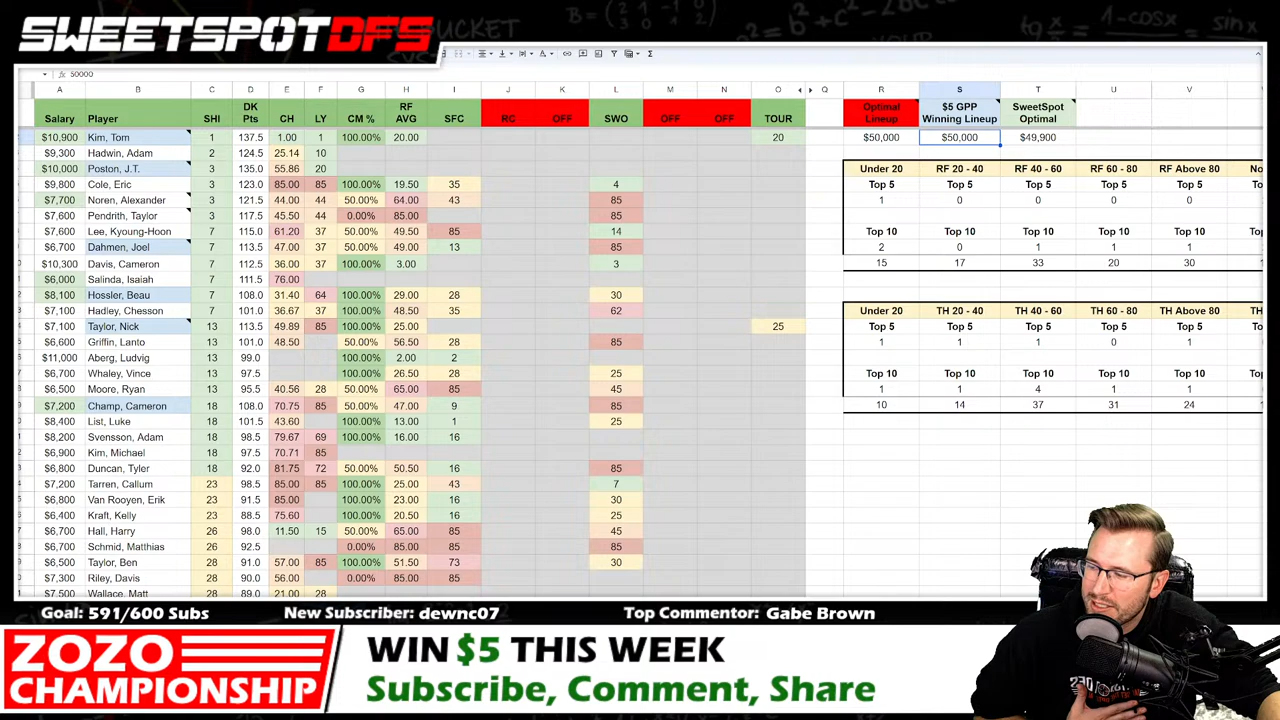 SWEETSPOTDFS
50000
A B C D E F G H I J K L M N O Q R S T U V
Salary Player SHI DK Pts CH LY CM % RF AVG SFC RC OFF SWO OFF OFF TOUR Optimal Lineup $5 GPP Winning Lineup SweetSpot Optimal
$10,900 Kim, Tom 1 137.5 1.00 1 100.00% 20.00 20 $50,000 $50,000 $49,900
$9,300 Hadwin, Adam 2 124.5 25.14 10
$10,000 Poston, J.T. 3 135.0 55.86 20
$9,800 Cole, Eric 3 123.0 85.00 85 100.00% 19.50 35 4
$7,700 Noren, Alexander 3 121.5 44.00 44 50.00% 64.00 43 85
$7,600 Pendrith, Taylor 3 117.5 45.50 44 0.00% 85.00 85
$7,600 Lee, Kyoung-Hoon 7 115.0 61.20 37 50.00% 49.50 85 14
$6,700 Dahmen, Joel 7 113.5 47.00 37 50.00% 49.00 13 85
$10,300 Davis, Cameron 7 112.5 36.00 37 100.00% 3.00 3
$6,000 Salinda, Isaiah 7 111.5 76.00
$8,100 Hossler, Beau 7 108.0 31.40 64 100.00% 29.00 28 30
$7,100 Hadley, Chesson 7 101.0 36.67 37 100.00% 48.50 35 62
$7,100 Taylor, Nick 13 113.5 49.89 85 100.00% 25.00 25
$6,600 Griffin, Lanto 13 101.0 48.50 50.00% 56.50 28 85
$11,000 Aberg, Ludvig 13 99.0 100.00% 2.00 2
$6,700 Whaley, Vince 13 97.5 100.00% 26.50 28 25
$6,500 Moore, Ryan 13 95.5 40.56 28 50.00% 65.00 85 45
$7,200 Champ, Cameron 18 108.0 70.75 85 50.00% 47.00 9 85
$8,400 List, Luke 18 101.5 43.60 100.00% 13.00 1 25
$8,200 Svensson, Adam 18 98.5 79.67 69 100.00% 16.00 16
$6,900 Kim, Michael 18 97.5 70.71 85
$6,800 Duncan, Tyler 18 92.0 81.75 72 50.00% 50.50 16 85
$7,200 Tarren, Callum 23 98.5 85.00 85 100.00% 25.00 43 7
$6,800 Van Rooyen, Erik 23 91.5 85.00 100.00% 23.00 16 30
$6,400 Kraft, Kelly 23 88.5 75.60 100.00% 20.50 16 25
$6,700 Hall, Harry 26 98.0 11.50 15 50.00% 65.00 85 45
$6,700 Schmid, Matthias 26 92.5 0.00% 85.00 85 85
$6,500 Taylor, Ben 28 91.0 57.00 85 100.00% 51.50 73 30
$7,300 Riley, Davis 28 90.0 56.00 0.00% 85.00 85
$7,500 Wallace, Matt 28 89.0 21.00 28
Under 20 RF 20 - 40 RF 40 - 60 RF 60 - 80 RF Above 80
Top 5 Top 5 Top 5 Top 5 Top 5
1 0 0 0 0
Top 10 Top 10 Top 10 Top 10 Top 10
2 0 1 1 1
15 17 33 20 30
Under 20 TH 20 - 40 TH 40 - 60 TH 60 - 80 TH Above 80
Top 5 Top 5 Top 5 Top 5 Top 5
1 1 1 0 1
Top 10 Top 10 Top 10 Top 10 Top 10
1 1 4 1 1
10 14 37 31 24
Goal: 591/600 Subs New Subscriber: dewnc07 Top Commentor: Gabe Brown
ZOZO
CHAMPIONSHIP
WIN $5 THIS WEEK
Subscribe, Comment, Share